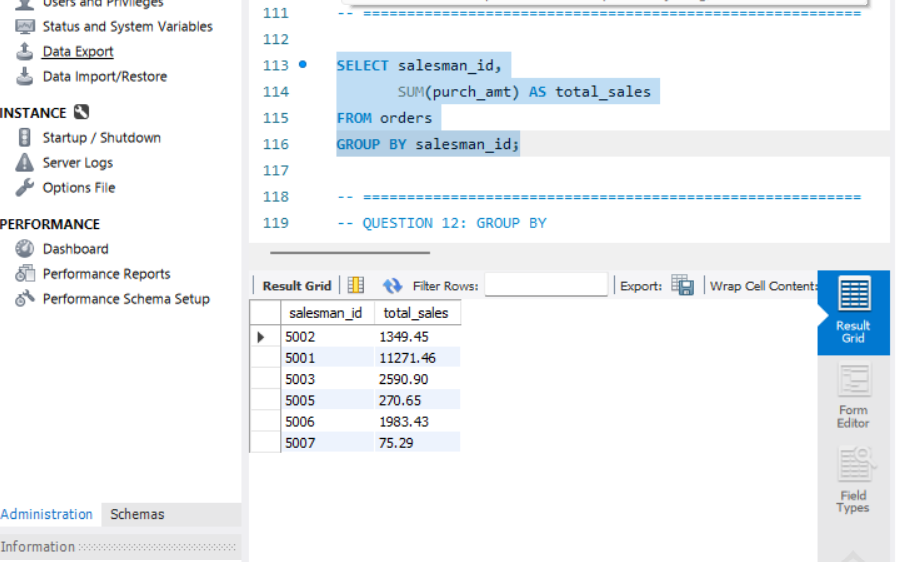 Users and Privileges
Status and System Variables
Data Export
Data Import/Restore
INSTANCE
Startup / Shutdown
Server Logs
Options File
PERFORMANCE
Dashboard
Performance Reports
Performance Schema Setup
Administration Schemas
Information
111 -- =========================================================
112
113 SELECT salesman_id,
114 SUM(purch_amt) AS total_sales
115 FROM orders
116 GROUP BY salesman_id;
117
118 -- =========================================================
119 -- QUESTION 12: GROUP BY
Result Grid Filter Rows: Export: Wrap Cell Content:
salesman_id total_sales
5002 1349.45
5001 11271.46
5003 2590.90
5005 270.65
5006 1983.43
5007 75.29
Result
Grid
Form
Editor
Field
Types